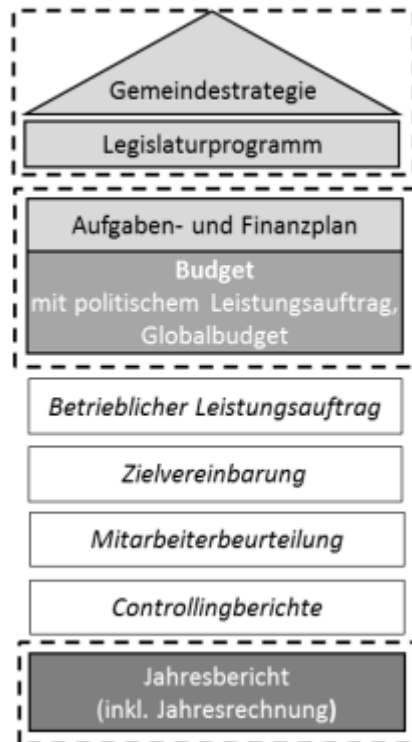 Gemeindestrategie
Legislaturprogramm
Aufgaben- und Finanzplan
Budget
mit politischem Leistungsauftrag,
Globalbudget
Betrieblicher Leistungsauftrag
Zielvereinbarung
Mitarbeiterbeurteilung
Controllingberichte
Jahresbericht
(inkl. Jahresrechnung)